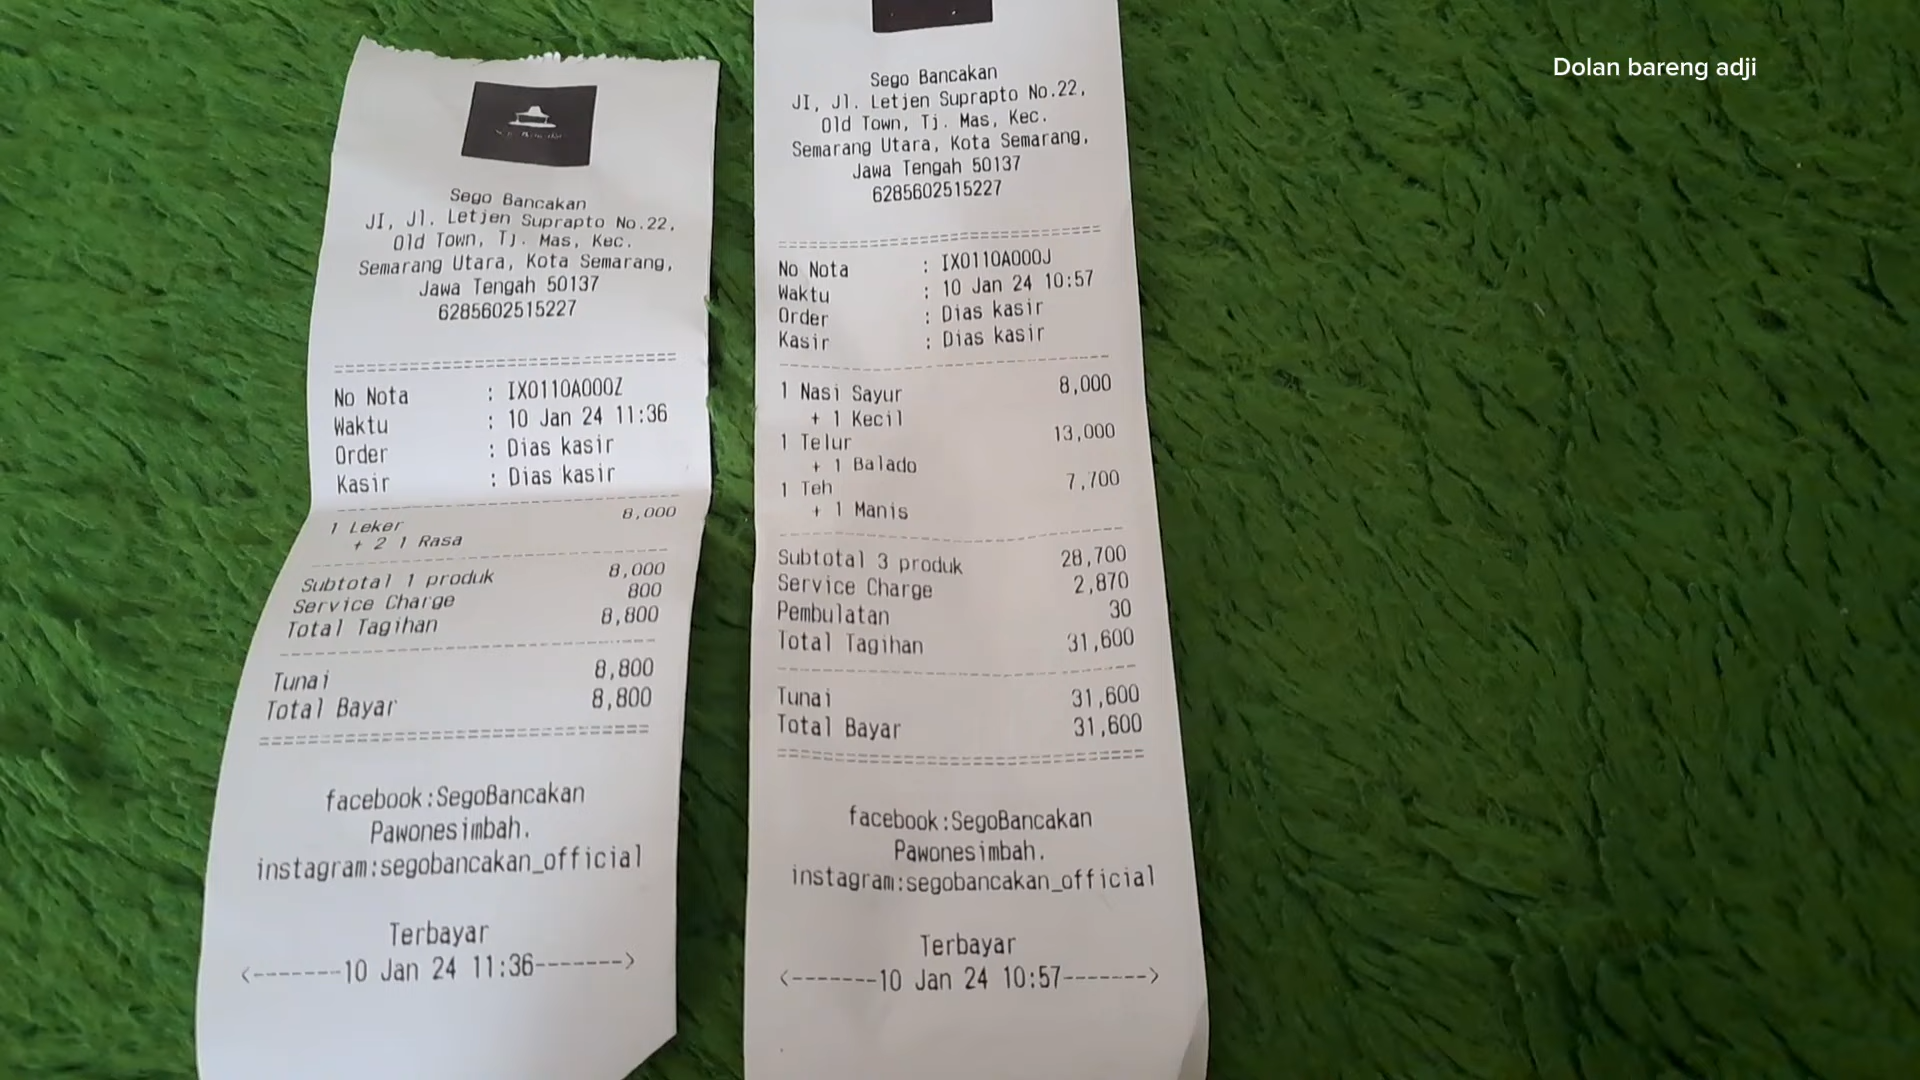 Sego Bancakan
JI, Jl. Letjen Suprapto No.22,
Old Town, Tj. Mas, Kec.
Semarang Utara, Kota Semarang,
Jawa Tengah 50137
6285602515227
No Nota : IX0110A000Z
Waktu : 10 Jan 24 11:36
Order : Dias kasir
Kasir : Dias kasir
1 Leker 8,000
+ 2 1 Rasa
Subtotal 1 produk 8,000
Service Charge 800
Total Tagihan 8,800
Tunai 8,800
Total Bayar 8,800
facebook:SegoBancakan
Pawonesimbah.
instagram:segobancakan_official
Terbayar
<-------10 Jan 24 11:36------->
Sego Bancakan
JI, Jl. Letjen Suprapto No.22,
Old Town, Tj. Mas, Kec.
Semarang Utara, Kota Semarang,
Jawa Tengah 50137
6285602515227
No Nota : IX0110A000J
Waktu : 10 Jan 24 10:57
Order : Dias kasir
Kasir : Dias kasir
1 Nasi Sayur 8,000
+ 1 Kecil
1 Telur 13,000
+ 1 Balado
1 Teh 7,700
+ 1 Manis
Subtotal 3 produk 28,700
Service Charge 2,870
Pembulatan 30
Total Tagihan 31,600
Tunai 31,600
Total Bayar 31,600
facebook:SegoBancakan
Pawonesimbah.
instagram:segobancakan_official
Terbayar
<-------10 Jan 24 10:57------->
Dolan bareng adji